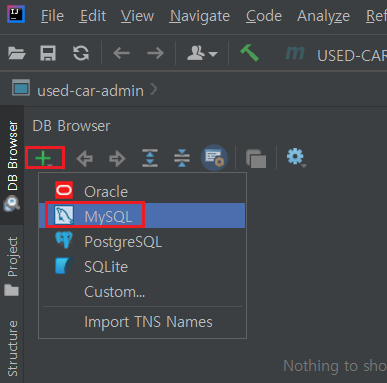 IJ File Edit View Navigate Code Analyze Ref
m USED-CAR
used-car-admin
DB Browser
DB Browser
Oracle
MySQL
PostgreSQL
SQLite
Custom...
Import TNS Names
Project
Structure
Nothing to sho